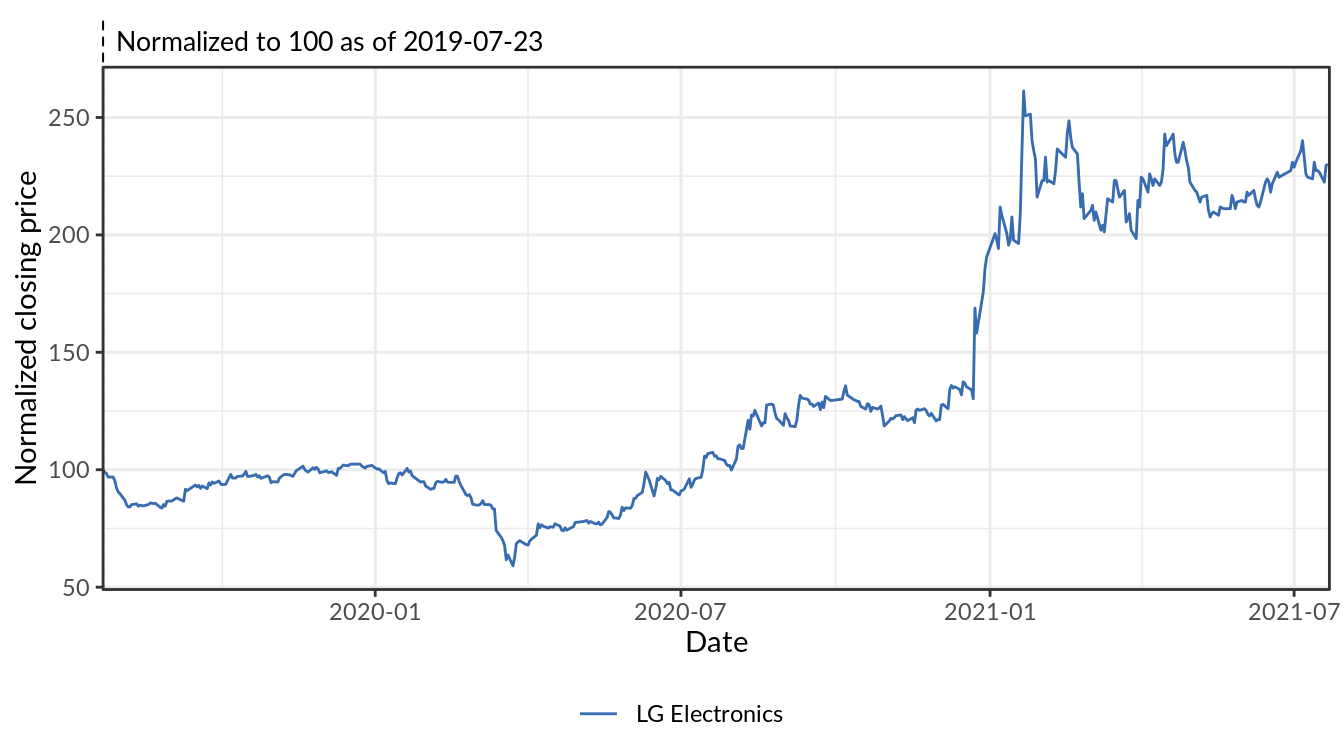 Normalized to 100 as of 2019-07-23
Normalized closing price
250
200
150
100
50
2020-01
2020-07
2021-01
2021-07
Date
LG Electronics